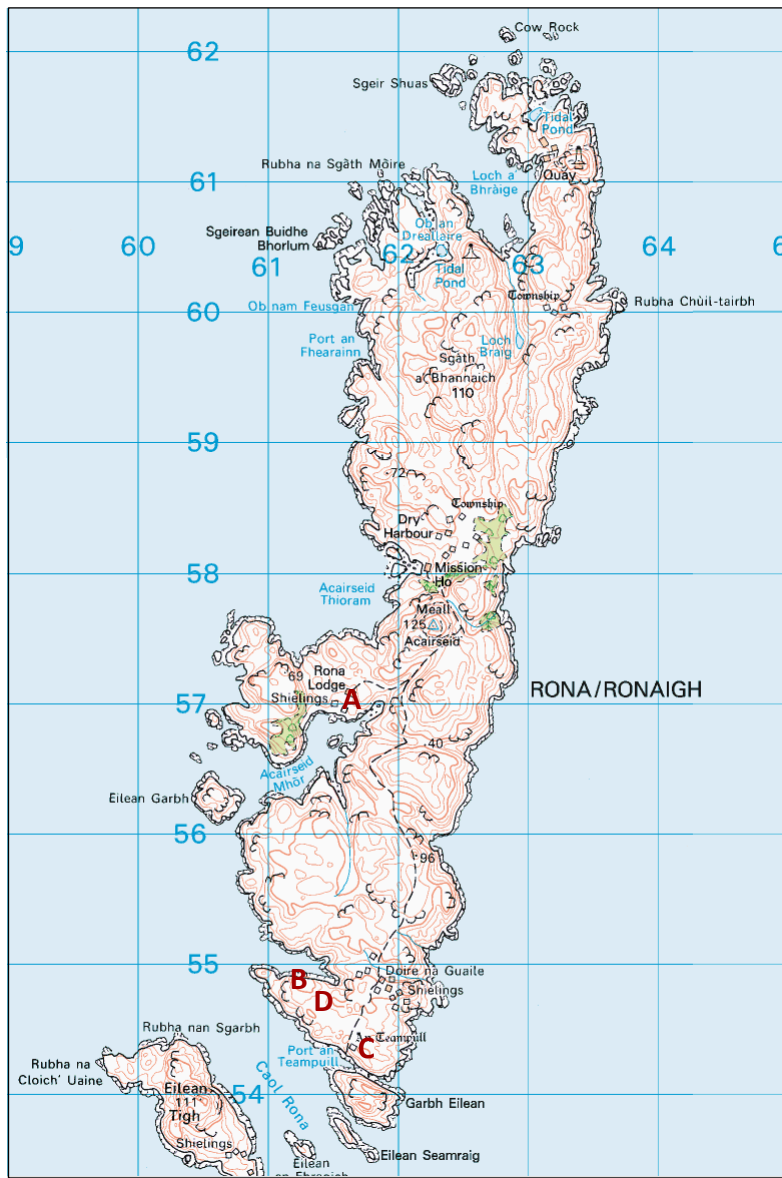 Cow Rock
62
Sgeir Shuas
Tidal
Pond
Rubha na Sgàth Mòire
Loch a'
Bhràige
Quay
61
Ob an
Dreallaire
Sgeirean Buidhe
Bhorlum
9
60
61
62
63
64
6
Tidal
Pond
Township
Rubha Chùil-tairbh
Ob nam Feusgan
60
Port an
Fhearainn
Loch
Braig
Sgàth
a' Bhannaich
110
59
72
Township
Dry
Harbour
58
Mission
Ho
Acairseid
Thioram
Meall
125
Acairseid
69
Rona
Lodge
Shielings
A
RONA/RONAIGH
57
40
Acairseid
Mhór
Eilean Garbh
56
96
55
Doire na Guaile
B
D
50
Shielings
An Teampuill
C
Rubha nan Sgarbh
Port an
Teampuill
Rubha na
Cloich' Uaine
Caol Rona
Eilean
111
Tigh
54
Garbh Eilean
Shielings
Eilean Seamraig
Eilean